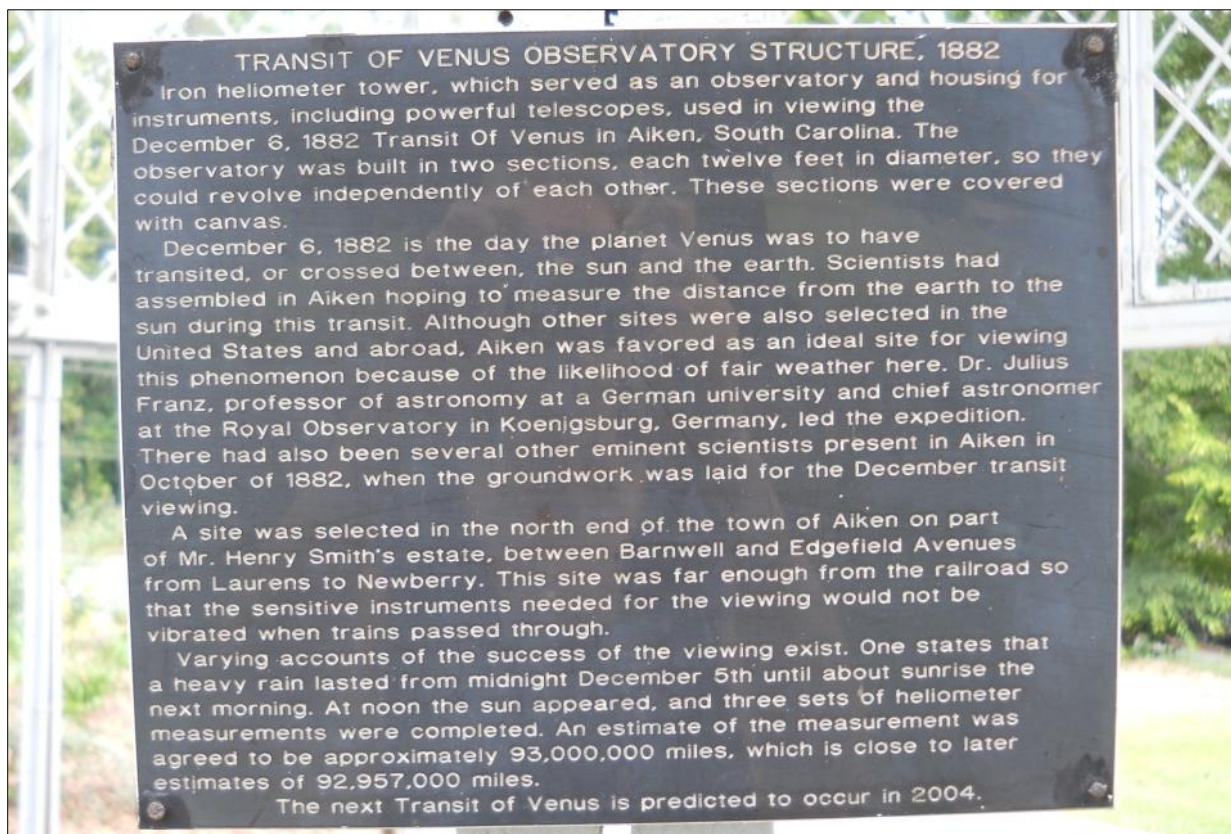 TRANSIT OF VENUS OBSERVATORY STRUCTURE, 1882
Iron heliometer tower, which served as an observatory and housing for
instruments, including powerful telescopes, used in viewing the
December 6, 1882 Transit Of Venus in Aiken, South Carolina. The
observatory was built in two sections, each twelve feet in diameter, so they
could revolve independently of each other. These sections were covered
with canvas.
December 6, 1882 is the day the planet Venus was to have
transited, or crossed between, the sun and the earth. Scientists had
assembled in Aiken hoping to measure the distance from the earth to the
sun during this transit. Although other sites were also selected in the
United States and abroad, Aiken was favored as an ideal site for viewing
this phenomenon because of the likelihood of fair weather here. Dr. Julius
Franz, professor of astronomy at a German university and chief astronomer
at the Royal Observatory in Koenigsburg, Germany, led the expedition.
There had also been several other eminent scientists present in Aiken in
October of 1882, when the groundwork was laid for the December transit
viewing.
A site was selected in the north end of the town of Aiken on part
of Mr. Henry Smith's estate, between Barnwell and Edgefield Avenues
from Laurens to Newberry. This site was far enough from the railroad so
that the sensitive instruments needed for the viewing would not be
vibrated when trains passed through.
Varying accounts of the success of the viewing exist. One states that
a heavy rain lasted from midnight December 5th until about sunrise the
next morning. At noon the sun appeared, and three sets of heliometer
measurements were completed. An estimate of the measurement was
agreed to be approximately 93,000,000 miles, which is close to later
estimates of 92,957,000 miles.
The next Transit of Venus is predicted to occur in 2004.